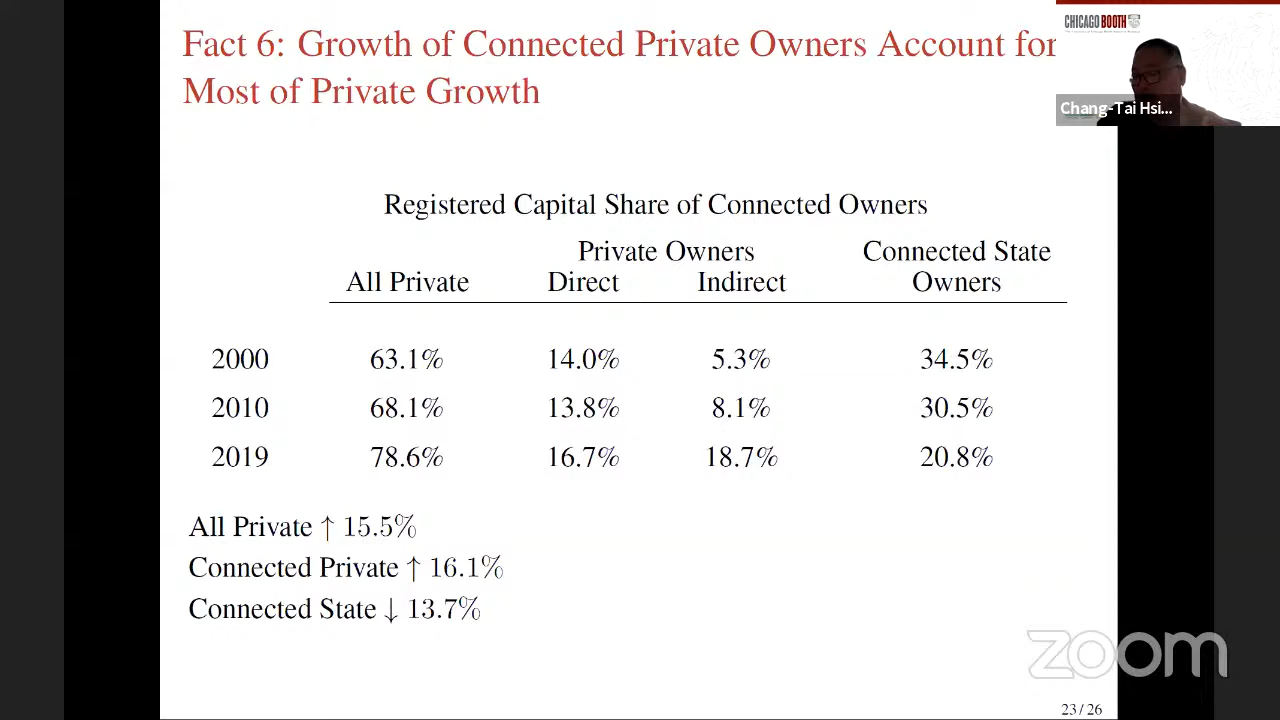 Fact 6: Growth of Connected Private Owners Account for
Most of Private Growth
CHICAGO BOOTH
Chang-Tai Hsi...
Registered Capital Share of Connected Owners
Private Owners Connected State
All Private Direct Indirect Owners
2000 63.1% 14.0% 5.3% 34.5%
2010 68.1% 13.8% 8.1% 30.5%
2019 78.6% 16.7% 18.7% 20.8%
All Private ↑ 15.5%
Connected Private ↑ 16.1%
Connected State ↓ 13.7%
zoom
23 / 26